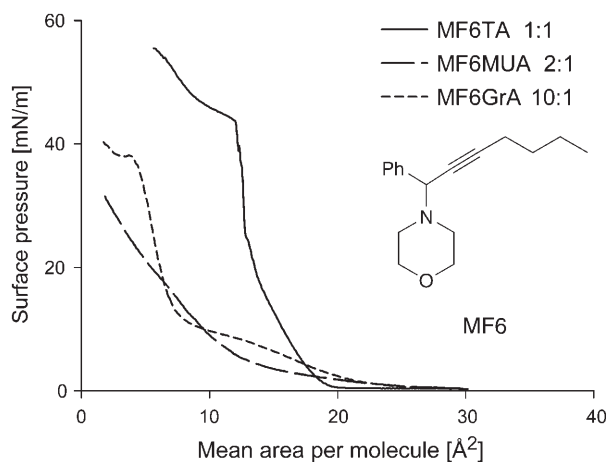 60
40
20
0
0
10
20
30
40
Surface pressure [mN/m]
Mean area per molecule [Å²]
MF6TA 1:1
MF6MUA 2:1
MF6GrA 10:1
Ph
N
O
MF6